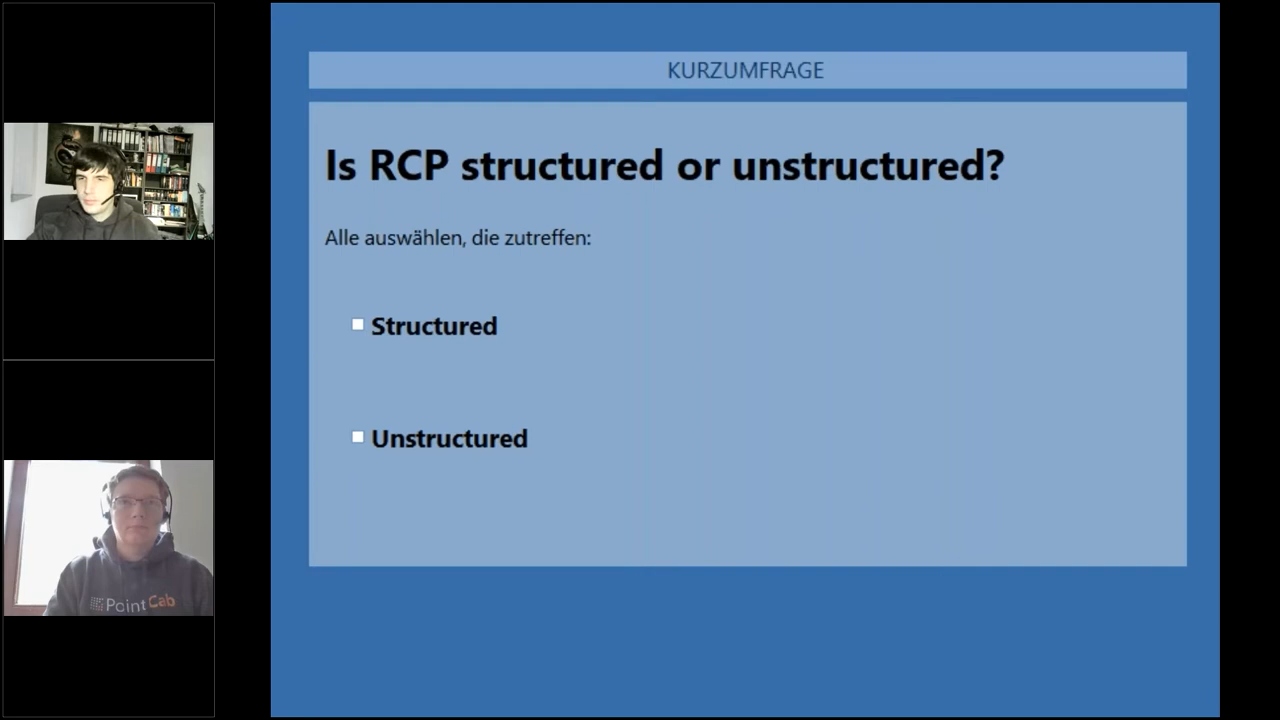 KURZUMFRAGE
Is RCP structured or unstructured?
Alle auswählen, die zutreffen:
Structured
Unstructured
PointCab